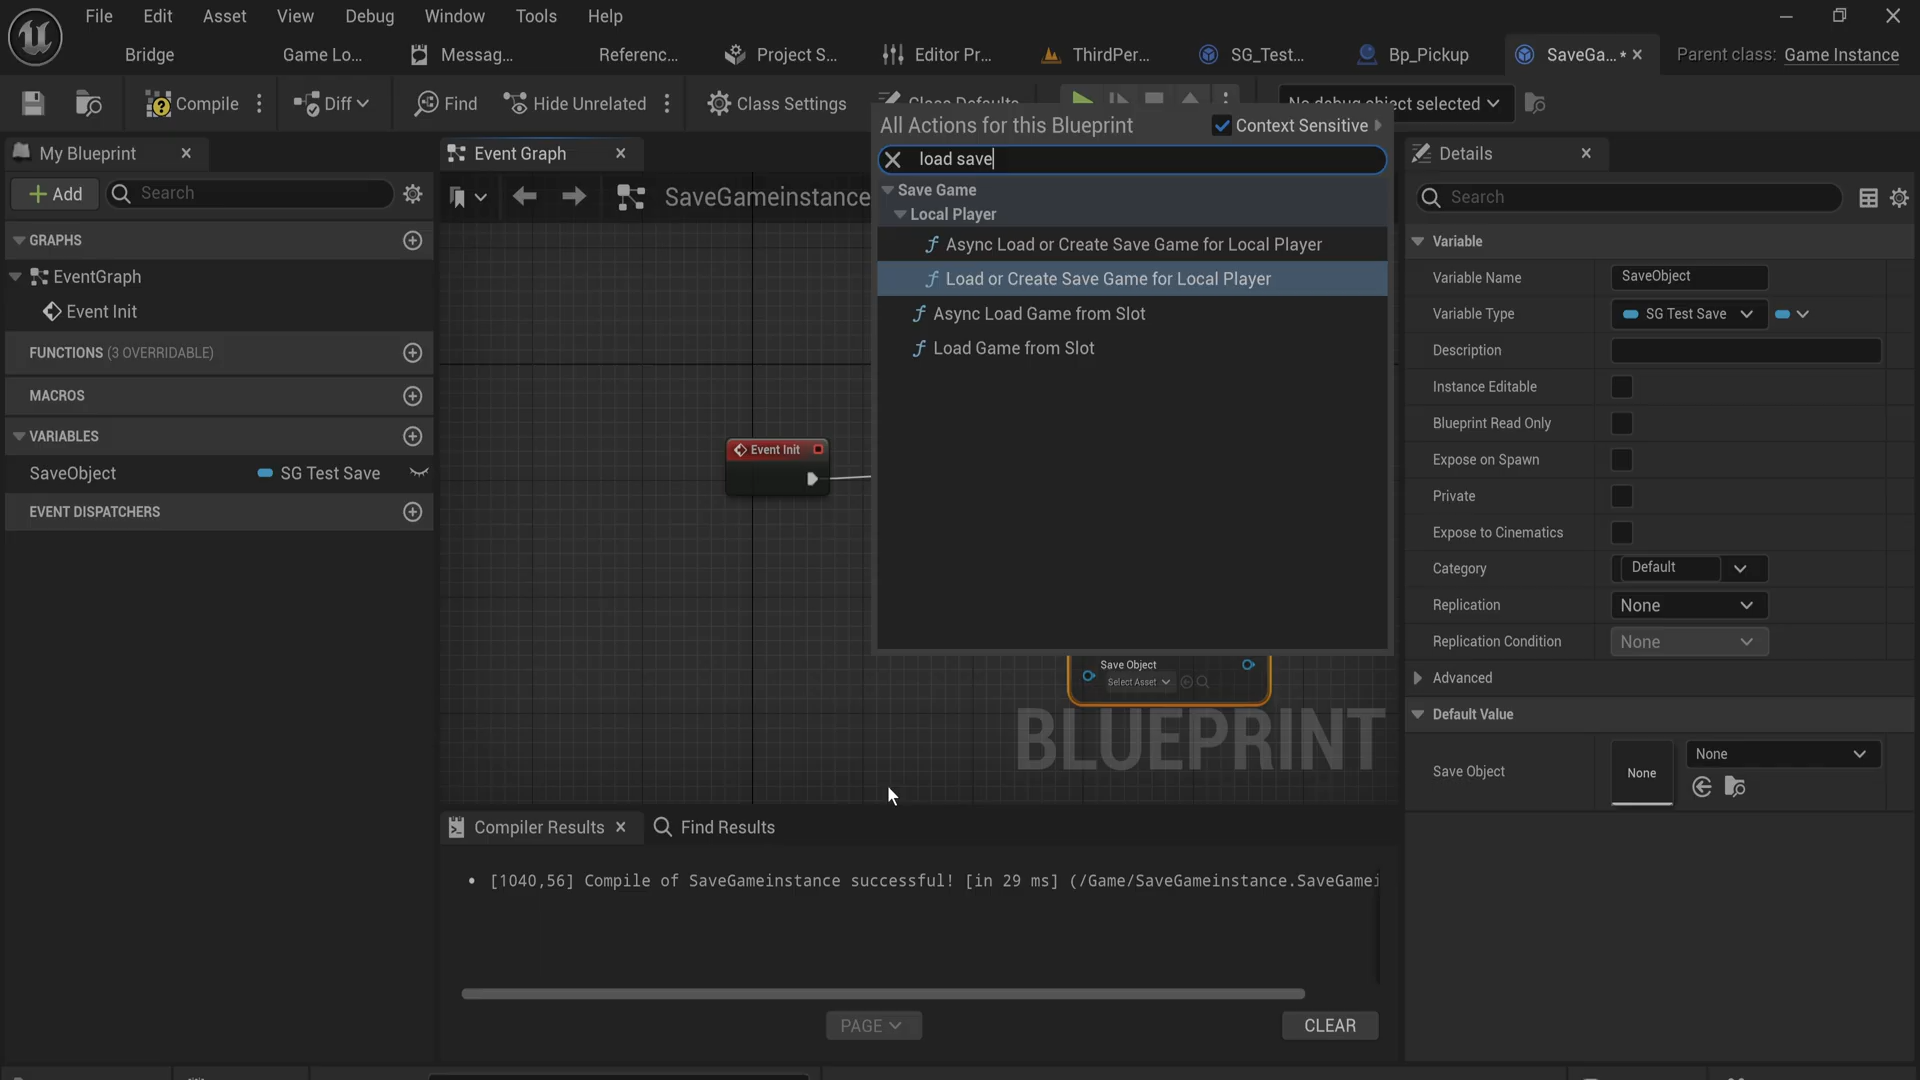 File Edit Asset View Debug Window Tools Help
Bridge Game Lo... Messag... Referenc... Project S... Editor Pr... ThirdPer... SG_Test... Bp_Pickup SaveGa...* Parent class: Game Instance
Compile Diff Find Hide Unrelated Class Settings Class Defaults No debug object selected
My Blueprint
Event Graph
All Actions for this Blueprint Context Sensitive
load save
Details
Add Search
SaveGameinstance
Search
Save Game
Local Player
Async Load or Create Save Game for Local Player
Load or Create Save Game for Local Player
Async Load Game from Slot
Load Game from Slot
GRAPHS
EventGraph
Event Init
FUNCTIONS (3 OVERRIDABLE)
MACROS
VARIABLES
SaveObject SG Test Save
EVENT DISPATCHERS
Event Init
Save Object
Select Asset
BLUEPRINT
Variable
Variable Name SaveObject
Variable Type SG Test Save
Description
Instance Editable
Blueprint Read Only
Expose on Spawn
Private
Expose to Cinematics
Category Default
Replication None
Replication Condition None
Advanced
Default Value
Save Object None None
Compiler Results Find Results
• [1040,56] Compile of SaveGameinstance successful! [in 29 ms] (/Game/SaveGameinstance.SaveGamei
PAGE CLEAR